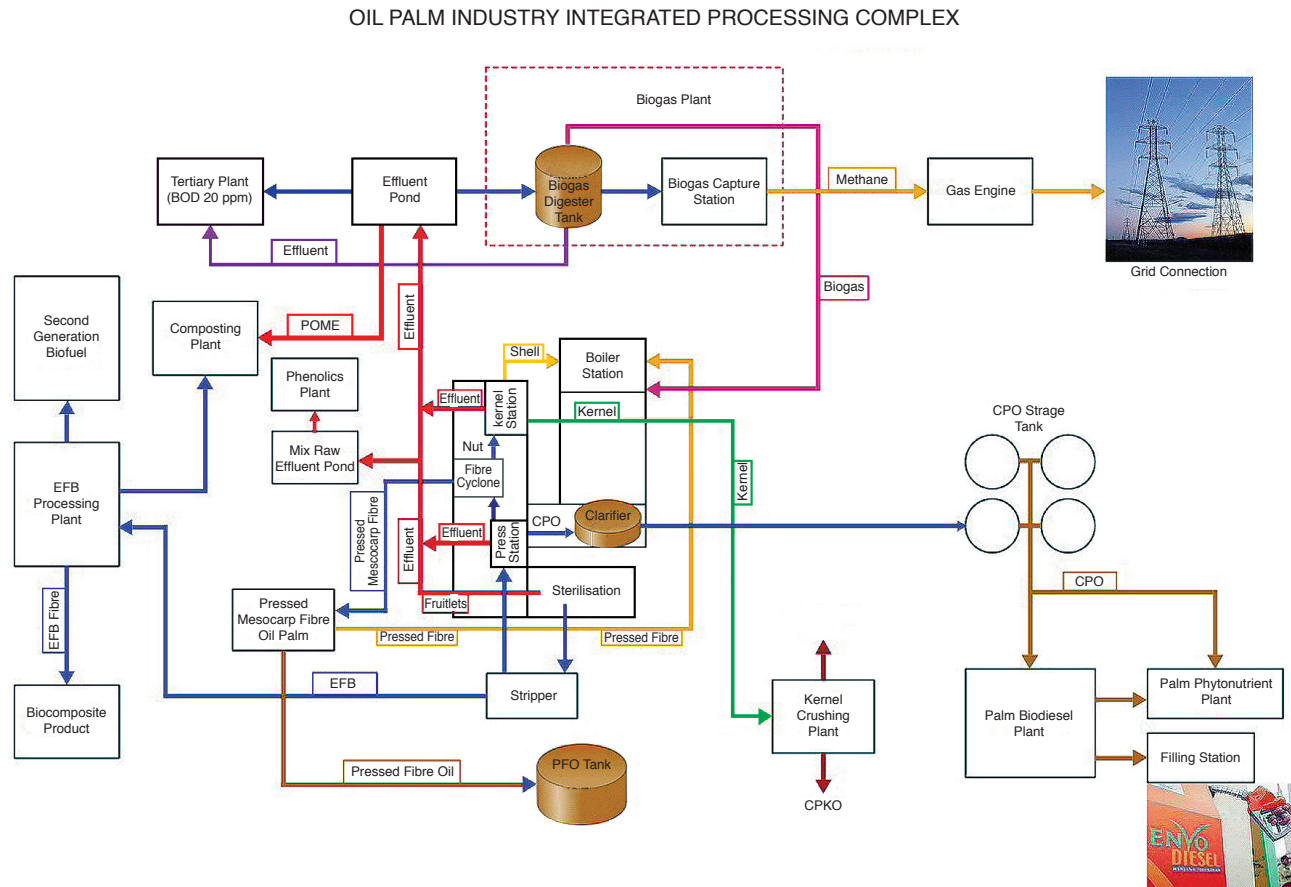 OIL PALM INDUSTRY INTEGRATED PROCESSING COMPLEX
Biogas Plant
Tertiary Plant
(BOD 20 ppm)
Effluent
Pond
Biogas
Digester
Tank
Biogas Capture
Station
Methane
Gas Engine
Grid Connection
Effluent
Biogas
Second
Generation
Biofuel
Composting
Plant
POME
Effluent
Shell
Boiler
Station
Phenolics
Plant
Effluent
kernel
Station
Kernel
CPO Strage
Tank
Mix Raw
Effluent Pond
Nut
Fibre
Cyclone
Kernel
EFB
Processing
Plant
Pressed
Mescocarp Fibre
Effluent
Effluent
Press
Station
CPO
Clarifier
CPO
Sterilisation
Fruitlets
EFB Fibre
Pressed
Mesocarp Fibre
Oil Palm
Pressed Fibre
Pressed Fibre
EFB
Stripper
Biocomposite
Product
Kernel
Crushing
Plant
Palm Biodiesel
Plant
Palm Phytonutrient
Plant
Filling Station
Pressed Fibre Oil
PFO Tank
CPKO
ENVO
DIESEL